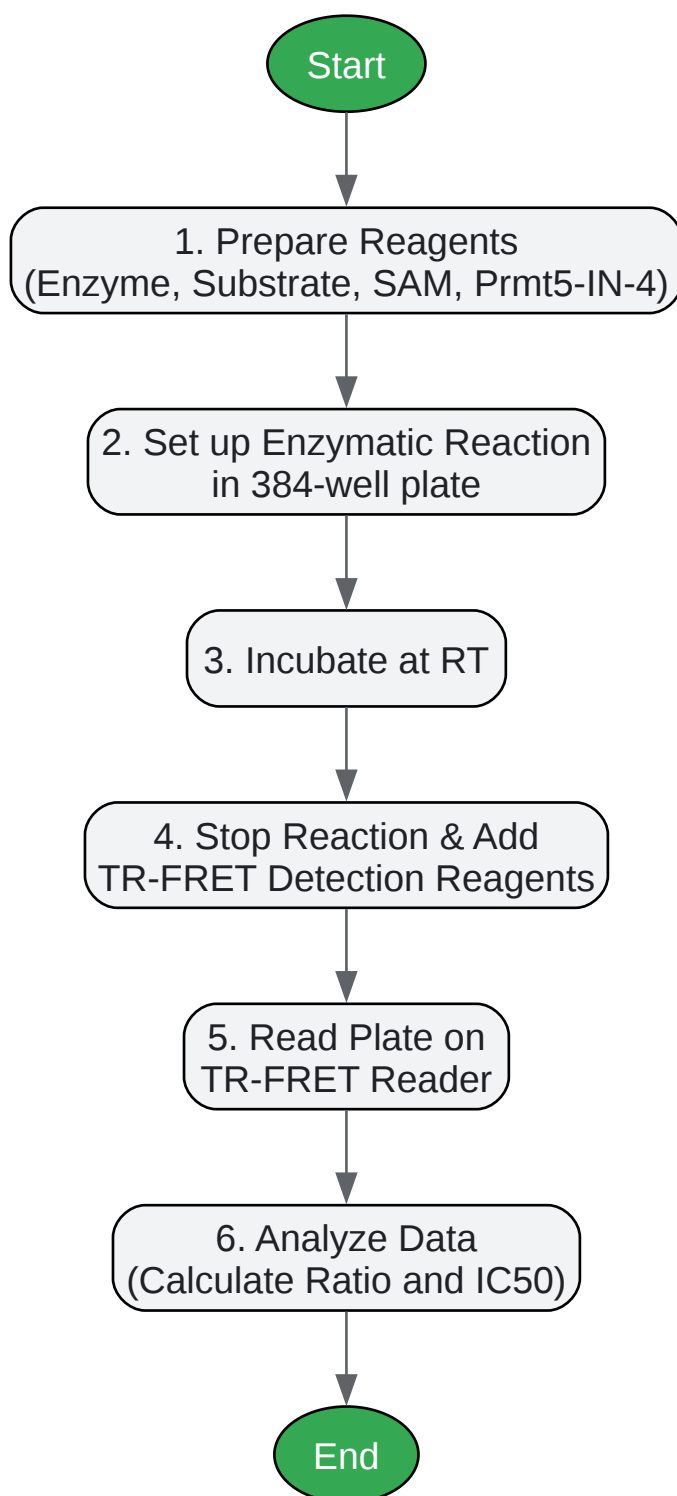 Start
1. Prepare Reagents
(Enzyme, Substrate, SAM, Prmt5-IN-4)
2. Set up Enzymatic Reaction
in 384-well plate
3. Incubate at RT
4. Stop Reaction & Add
TR-FRET Detection Reagents
5. Read Plate on
TR-FRET Reader
6. Analyze Data
(Calculate Ratio and IC50)
End